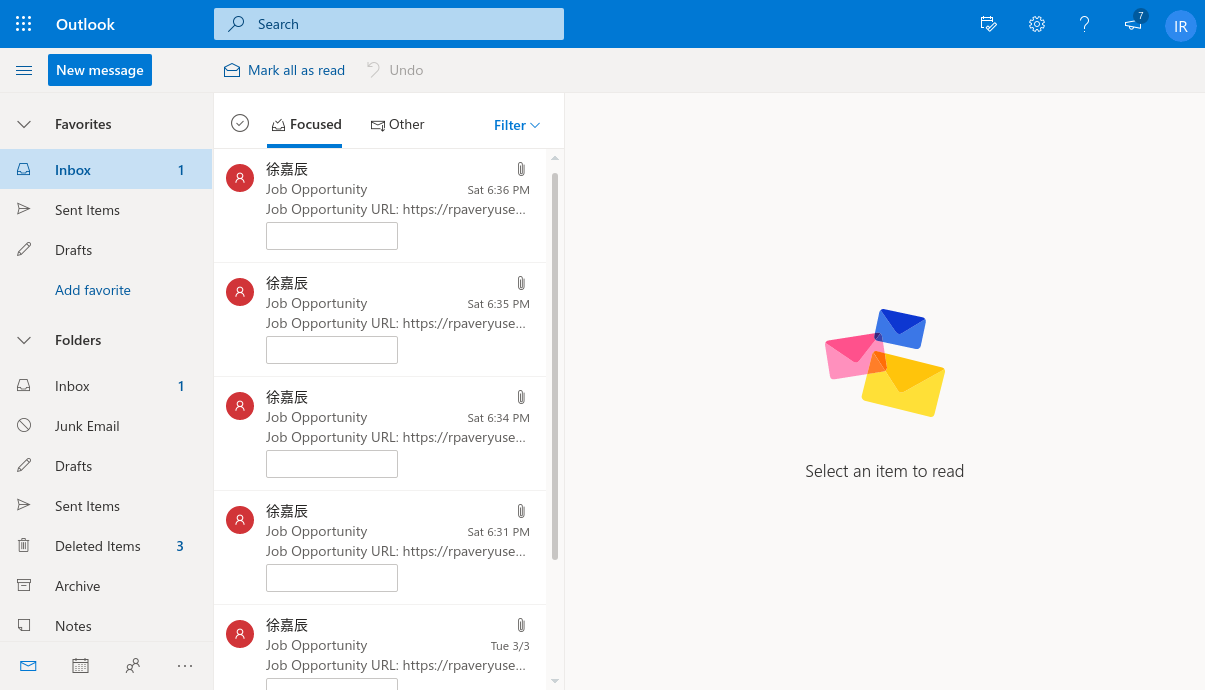 Outlook
Search
7
IR
New message
Mark all as read
Undo
Favorites
Inbox 1
Sent Items
Drafts
Add favorite
Folders
Inbox 1
Junk Email
Drafts
Sent Items
Deleted Items 3
Archive
Notes
Focused
Other
Filter
徐嘉辰
Job Opportunity Sat 6:36 PM
Job Opportunity URL: https://rpaveryuse...
徐嘉辰
Job Opportunity Sat 6:35 PM
Job Opportunity URL: https://rpaveryuse...
徐嘉辰
Job Opportunity Sat 6:34 PM
Job Opportunity URL: https://rpaveryuse...
徐嘉辰
Job Opportunity Sat 6:31 PM
Job Opportunity URL: https://rpaveryuse...
徐嘉辰
Job Opportunity Tue 3/3
Job Opportunity URL: https://rpaveryuse...
Select an item to read